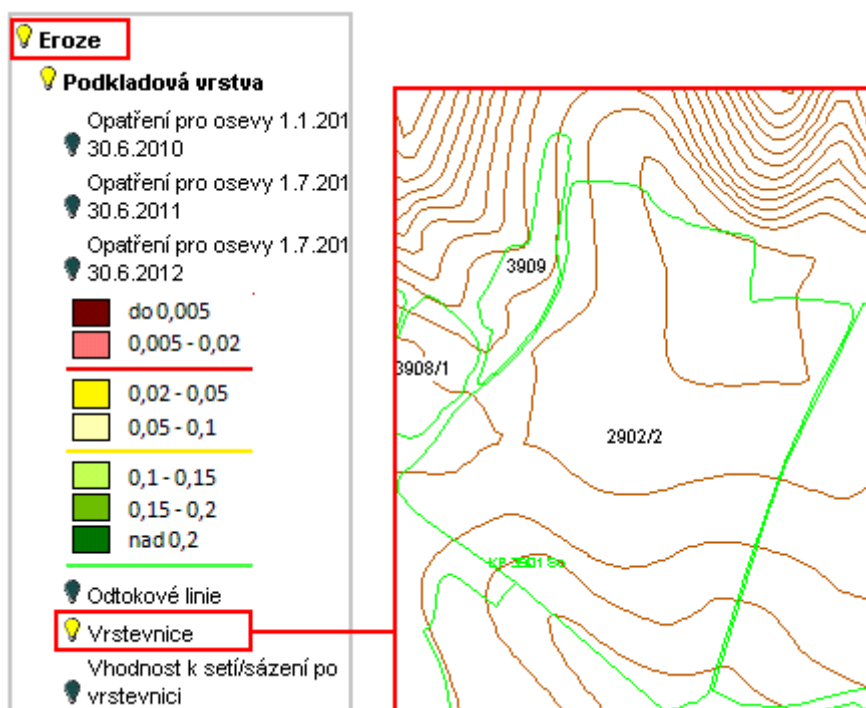 Eroze
Podkladová vrstva
Opatření pro osevy 1.1.201
30.6.2010
Opatření pro osevy 1.7.201
30.6.2011
Opatření pro osevy 1.7.201
30.6.2012
do 0,005
0,005 - 0,02
0,02 - 0,05
0,05 - 0,1
0,1 - 0,15
0,15 - 0,2
nad 0,2
Odtokové linie
Vrstevnice
Vhodnost k setí/sázení po
vrstevnici
3909
3908/1
2902/2